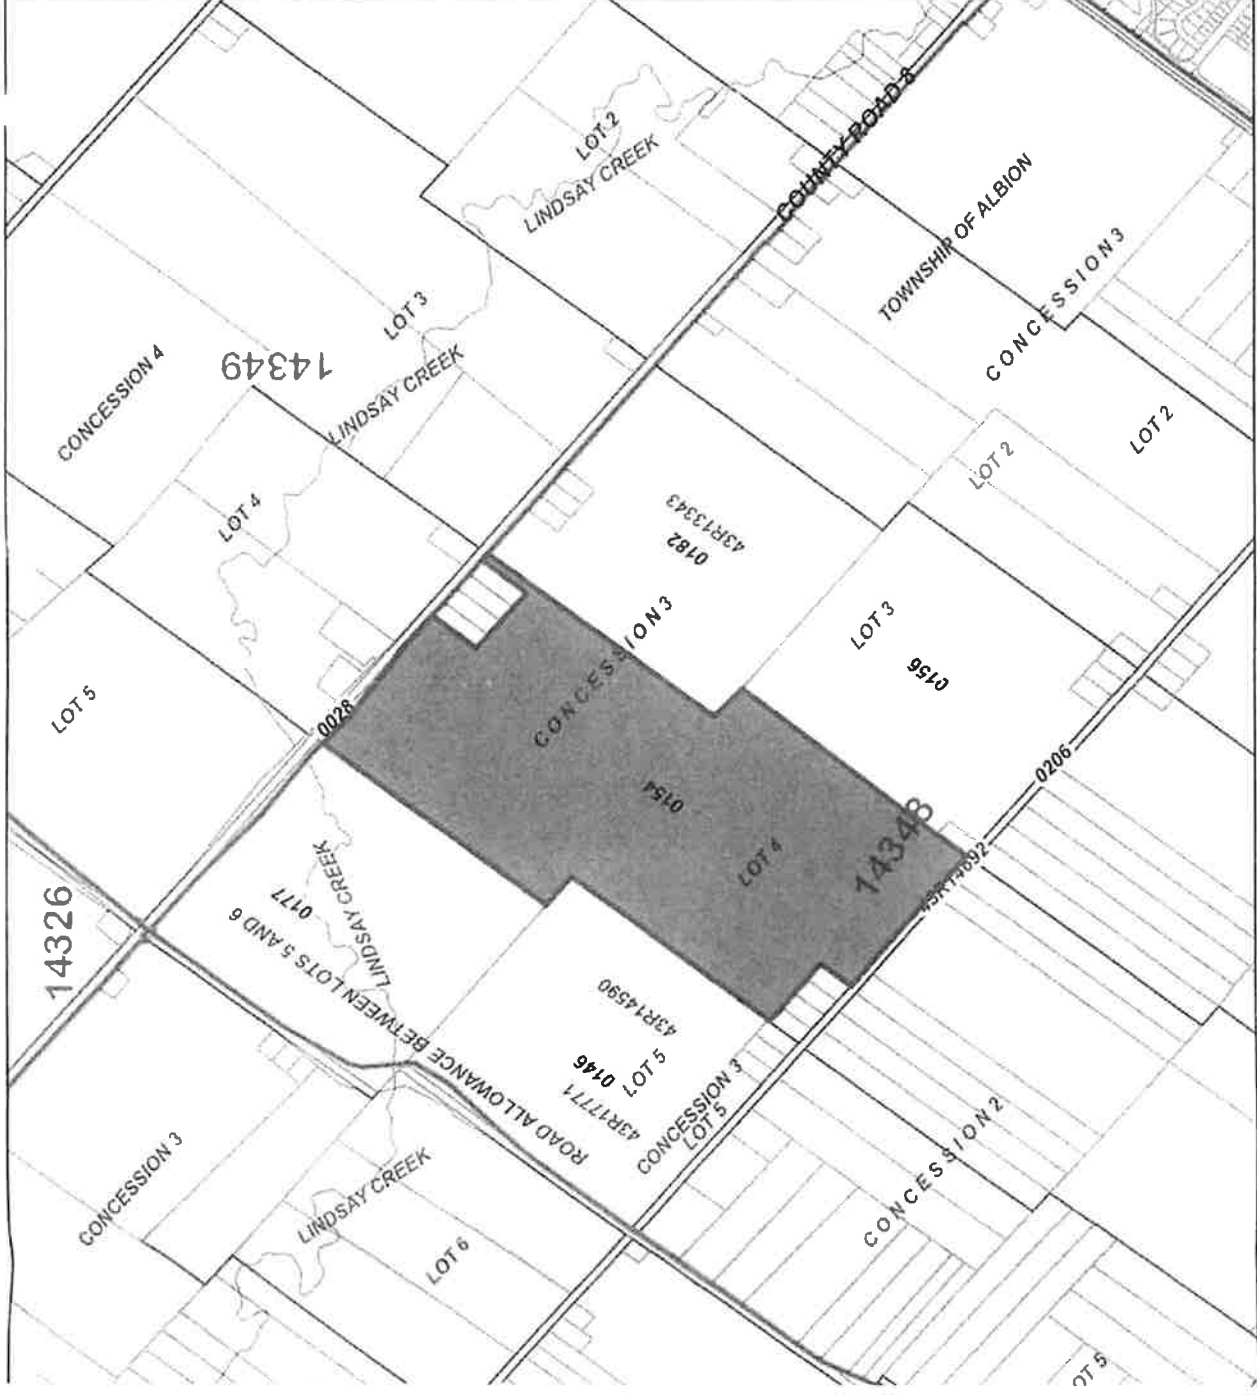 LOT 2
LINDSAY CREEK
COUNTY ROAD 8
TOWNSHIP OF ALBION
CONCESSION 3
LOT 3
14349
LINDSAY CREEK
CONCESSION 4
LOT 2
LOT 2
LOT 4
43R13343
0182
CONCESSION 3
LOT 3
0156
LOT 5
0028
0206
0154
LOT 4
14348
43R14692
14326
0177
LINDSAY CREEK
ROAD ALLOWANCE BETWEEN LOTS 5 AND 6
43R14590
0146
LOT 5
43R17771
CONCESSION 3
LOT 5
CONCESSION 2
CONCESSION 3
LINDSAY CREEK
LOT 6
OT 5